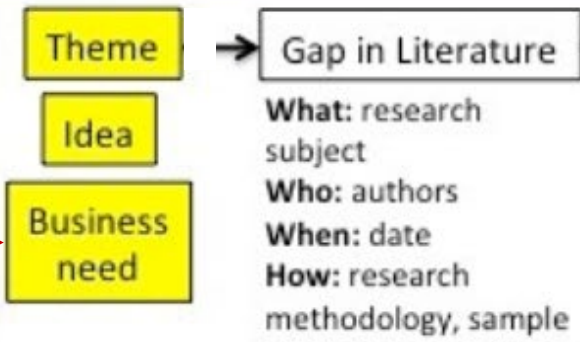 Theme
Idea
Business
need
Gap in Literature
What: research
subject
Who: authors
When: date
How: research
methodology, sample